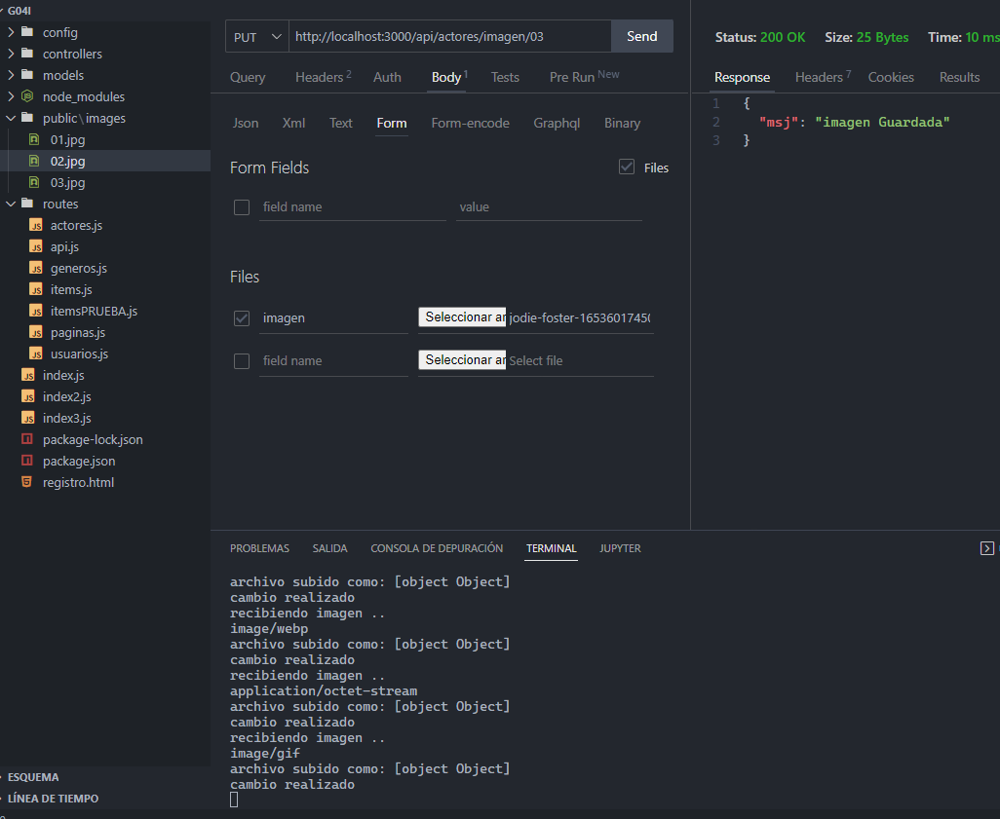 G04I
config
controllers
models
node_modules
public\images
01.jpg
02.jpg
03.jpg
routes
actores.js
api.js
generos.js
items.js
itemsPRUEBA.js
paginas.js
usuarios.js
index.js
index2.js
index3.js
package-lock.json
package.json
registro.html
ESQUEMA
LÍNEA DE TIEMPO
PUT http://localhost:3000/api/actores/imagen/03 Send
Query Headers 2 Auth Body 1 Tests Pre Run New
Json Xml Text Form Form-encode Graphql Binary
Form Fields Files
field name value
Files
imagen Seleccionar ar jodie-foster-1653601745
field name Seleccionar ar Select file
Status: 200 OK Size: 25 Bytes Time: 10 ms
Response Headers 7 Cookies Results
1 {
2 "msj": "imagen Guardada"
3 }
PROBLEMAS SALIDA CONSOLA DE DEPURACIÓN TERMINAL JUPYTER
archivo subido como: [object Object]
cambio realizado
recibiendo imagen ..
image/webp
archivo subido como: [object Object]
cambio realizado
recibiendo imagen ..
application/octet-stream
archivo subido como: [object Object]
cambio realizado
recibiendo imagen ..
image/gif
archivo subido como: [object Object]
cambio realizado